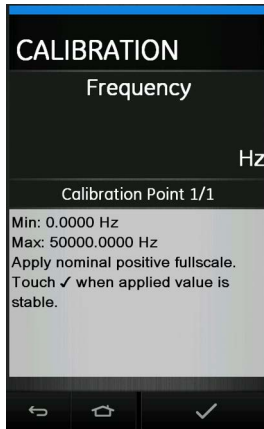 CALIBRATION
Frequency
Hz
Calibration Point 1/1
Min: 0.0000 Hz
Max: 50000.0000 Hz
Apply nominal positive fullscale.
Touch ✓ when applied value is
stable.